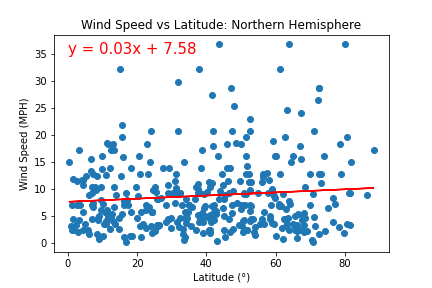 Wind Speed vs Latitude: Northern Hemisphere
y = 0.03x + 7.58
35
30
25
20
15
10
5
0
Wind Speed (MPH)
0 20 40 60 80
Latitude (°)